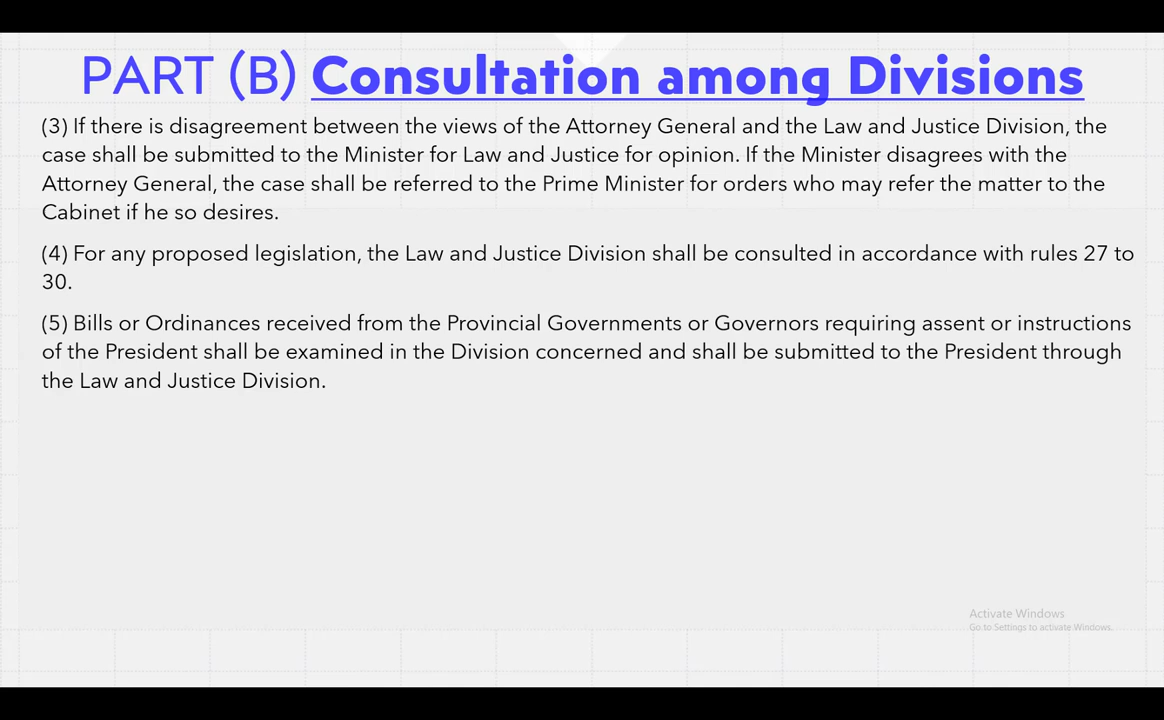 PART (B) Consultation among Divisions
(3) If there is disagreement between the views of the Attorney General and the Law and Justice Division, the
case shall be submitted to the Minister for Law and Justice for opinion. If the Minister disagrees with the
Attorney General, the case shall be referred to the Prime Minister for orders who may refer the matter to the
Cabinet if he so desires.
(4) For any proposed legislation, the Law and Justice Division shall be consulted in accordance with rules 27 to
30.
(5) Bills or Ordinances received from the Provincial Governments or Governors requiring assent or instructions
of the President shall be examined in the Division concerned and shall be submitted to the President through
the Law and Justice Division.
Activate Windows
Go to Settings to activate Windows.